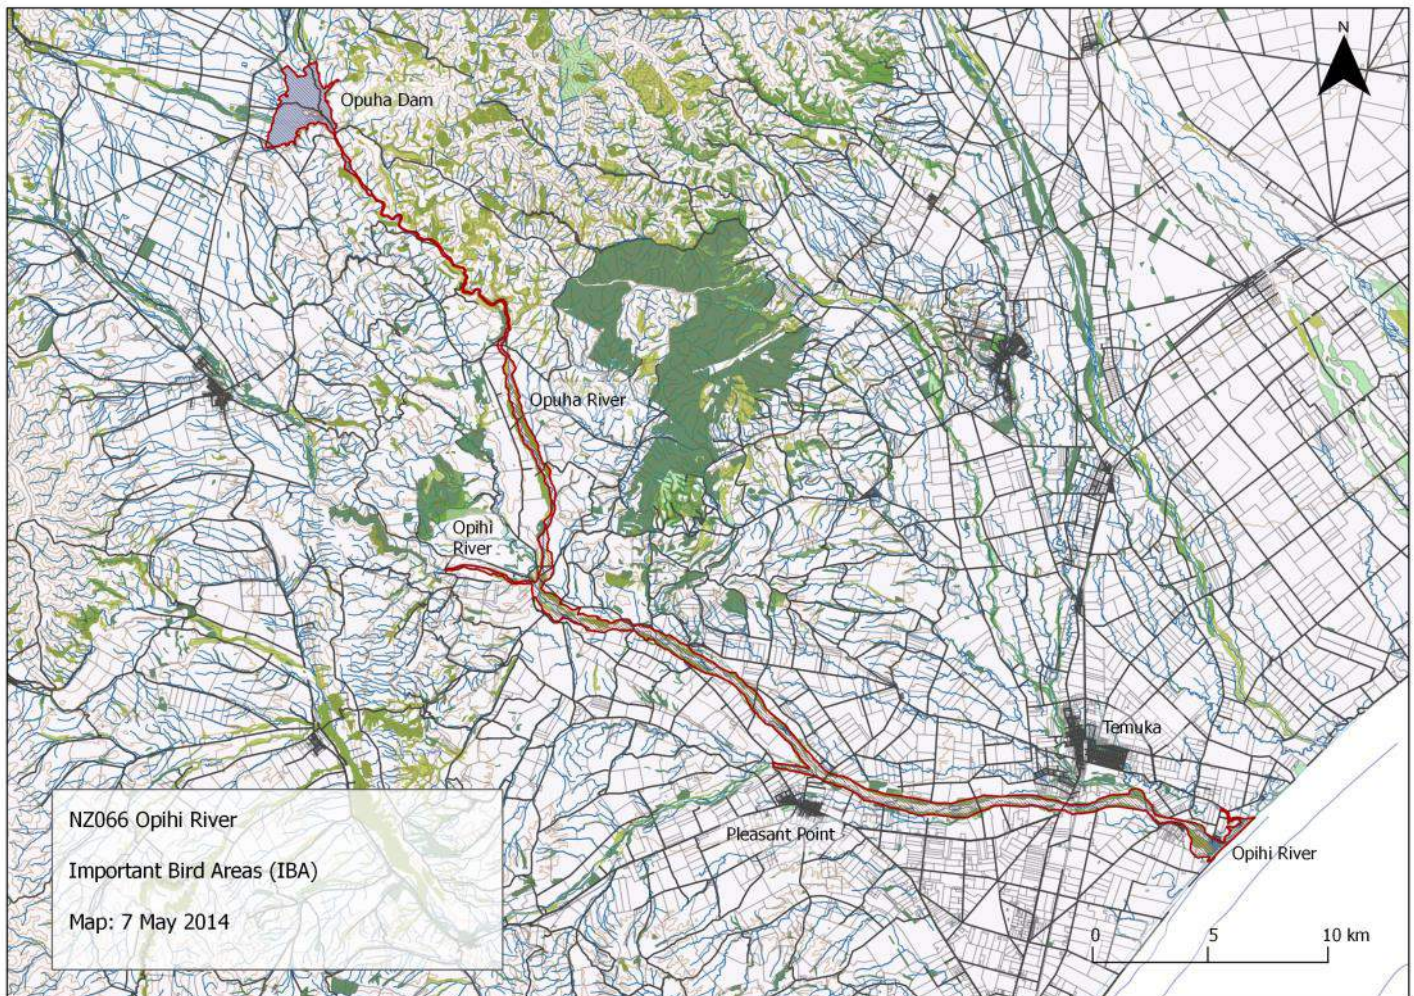 N
Opuha Dam
Opuha River
Opihi
River
Temuka
Pleasant Point
Opihi River
NZ066 Opihi River
Important Bird Areas (IBA)
Map: 7 May 2014
0 5 10 km